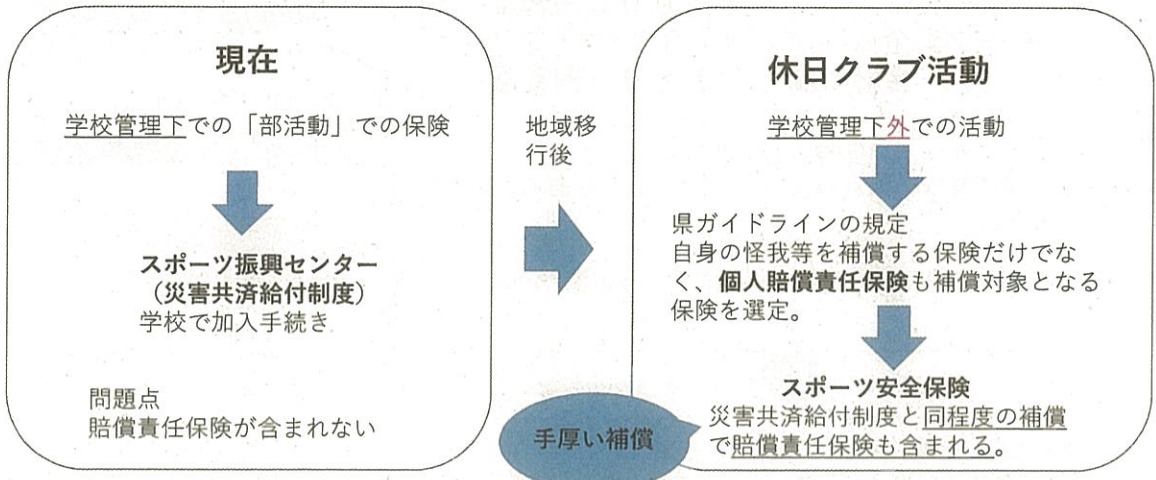 現在
学校管理下での「部活動」での保険
スポーツ振興センター
（災害共済給付制度）
学校で加入手続き
問題点
賠償責任保険が含まれない
地域移
行後
休日クラブ活動
学校管理下外での活動
県ガイドラインの規定
自身の怪我等を補償する保険だけでな
く、個人賠償責任保険も補償対象となる
保険を選定。
スポーツ安全保険
災害共済給付制度と同程度の補償
で賠償責任保険も含まれる。
手厚い補償